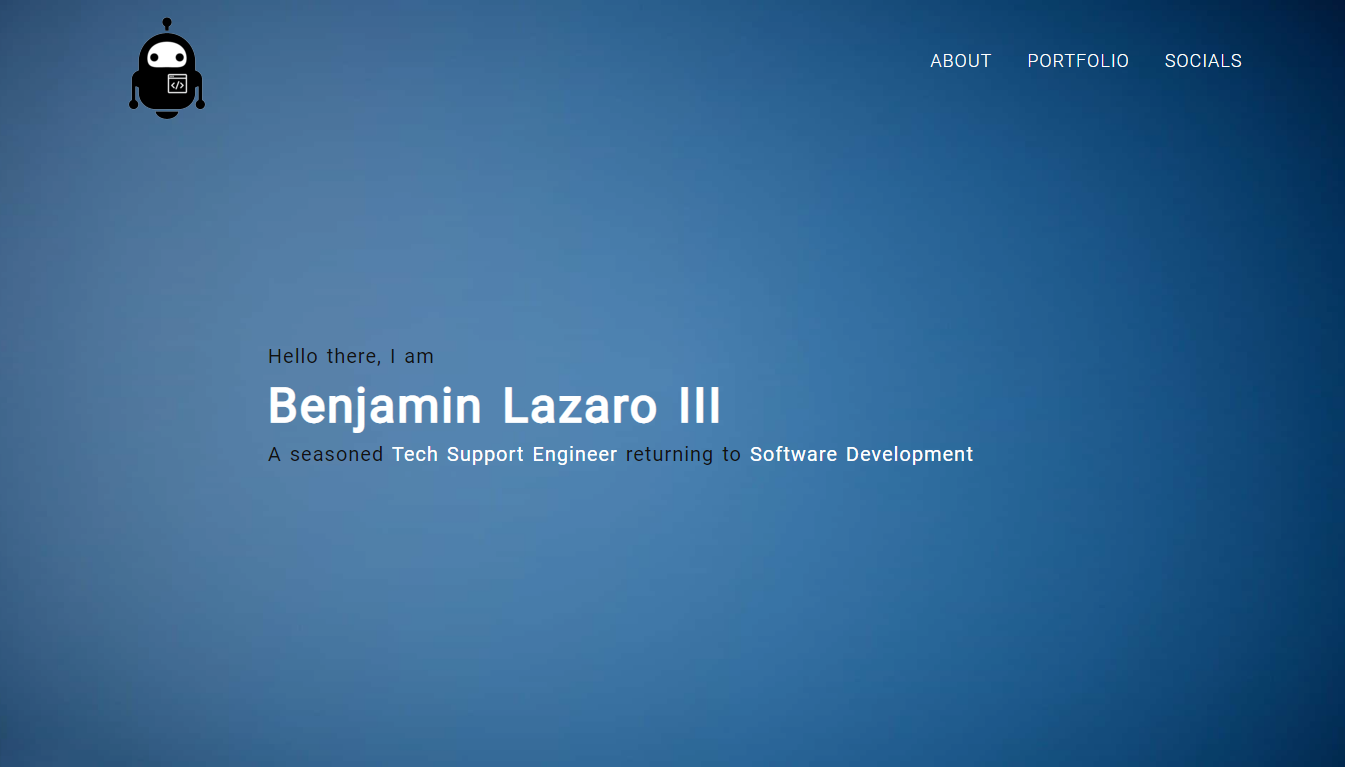 ABOUT PORTFOLIO SOCIALS
Hello there, I am
Benjamin Lazaro III
A seasoned Tech Support Engineer returning to Software Development